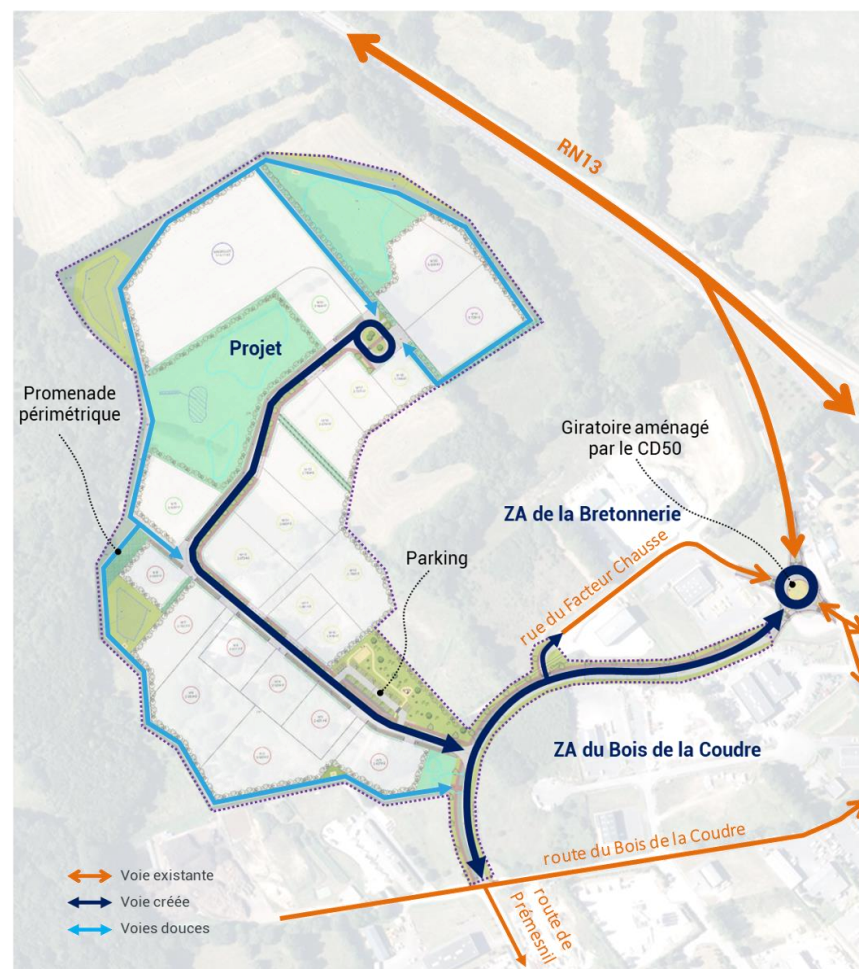 RN13
Projet
Promenade
périmétrique
Giratoire aménagé
par le CD50
ZA de la Bretonnerie
rue du Facteur Chausse
Parking
ZA du Bois de la Coudre
route du Bois de la Coudre
route de
Prémesnil
Voie existante
Voie créée
Voies douces